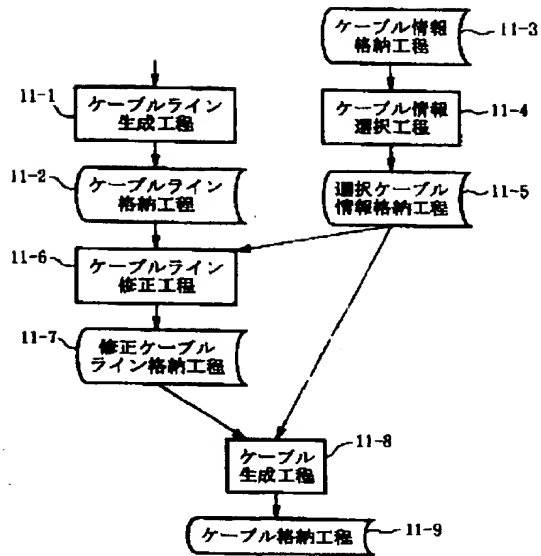 ケーブル情報
格納工程
11-3
11-1
ケーブルライン
生成工程
ケーブル情報
選択工程
11-4
11-2
ケーブルライン
格納工程
選択ケーブル
情報格納工程
11-5
11-6
ケーブルライン
修正工程
11-7
修正ケーブル
ライン格納工程
11-8
ケーブル
生成工程
ケーブル格納工程
11-9